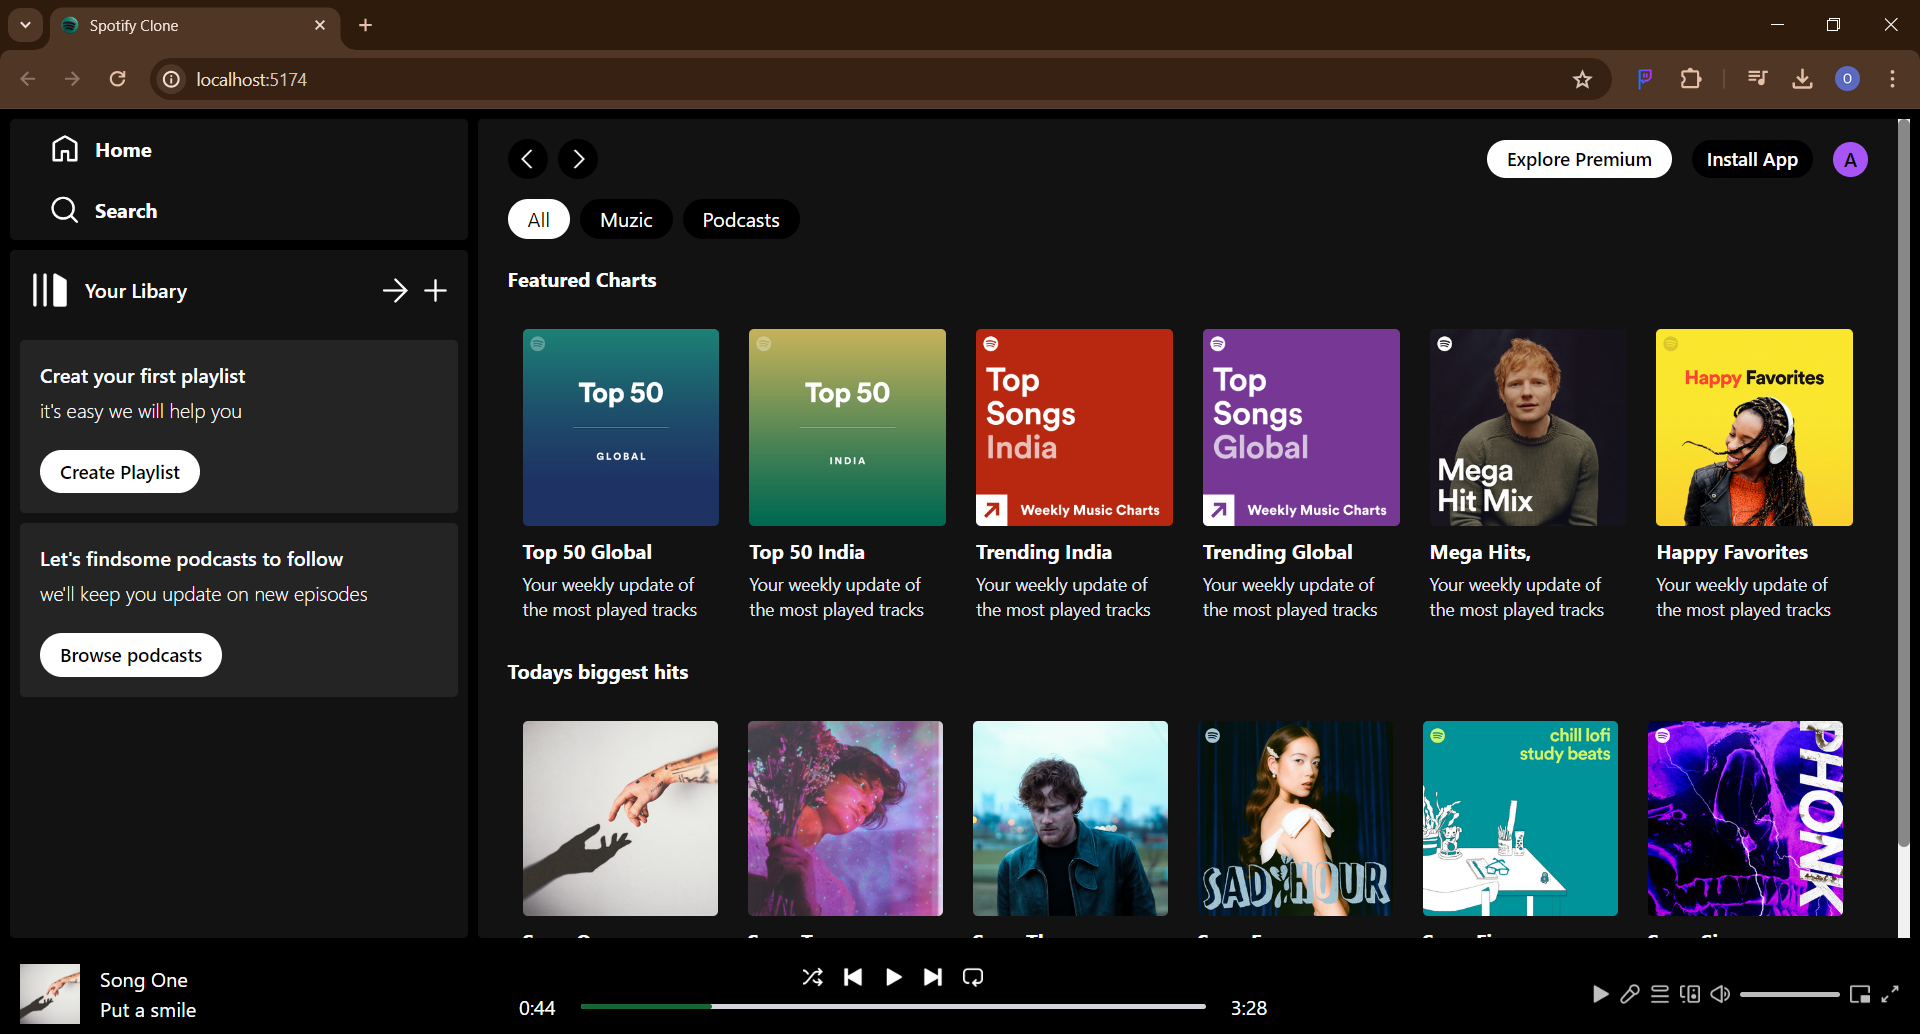 Spotify Clone
localhost:5174
O
Home
Search
Your Libary
Creat your first playlist
it's easy we will help you
Create Playlist
Let's findsome podcasts to follow
we'll keep you update on new episodes
Browse podcasts
Explore Premium
Install App
A
All
Muzic
Podcasts
Featured Charts
Top 50
GLOBAL
Top 50 Global
Your weekly update of
the most played tracks
Top 50
INDIA
Top 50 India
Your weekly update of
the most played tracks
Top
Songs
India
Weekly Music Charts
Trending India
Your weekly update of
the most played tracks
Top
Songs
Global
Weekly Music Charts
Trending Global
Your weekly update of
the most played tracks
Mega
Hit Mix
Mega Hits,
Your weekly update of
the most played tracks
Happy Favorites
Happy Favorites
Your weekly update of
the most played tracks
Todays biggest hits
SAD HOUR
chill lofi
study beats
PHONK
Song One
Put a smile
0:44
3:28